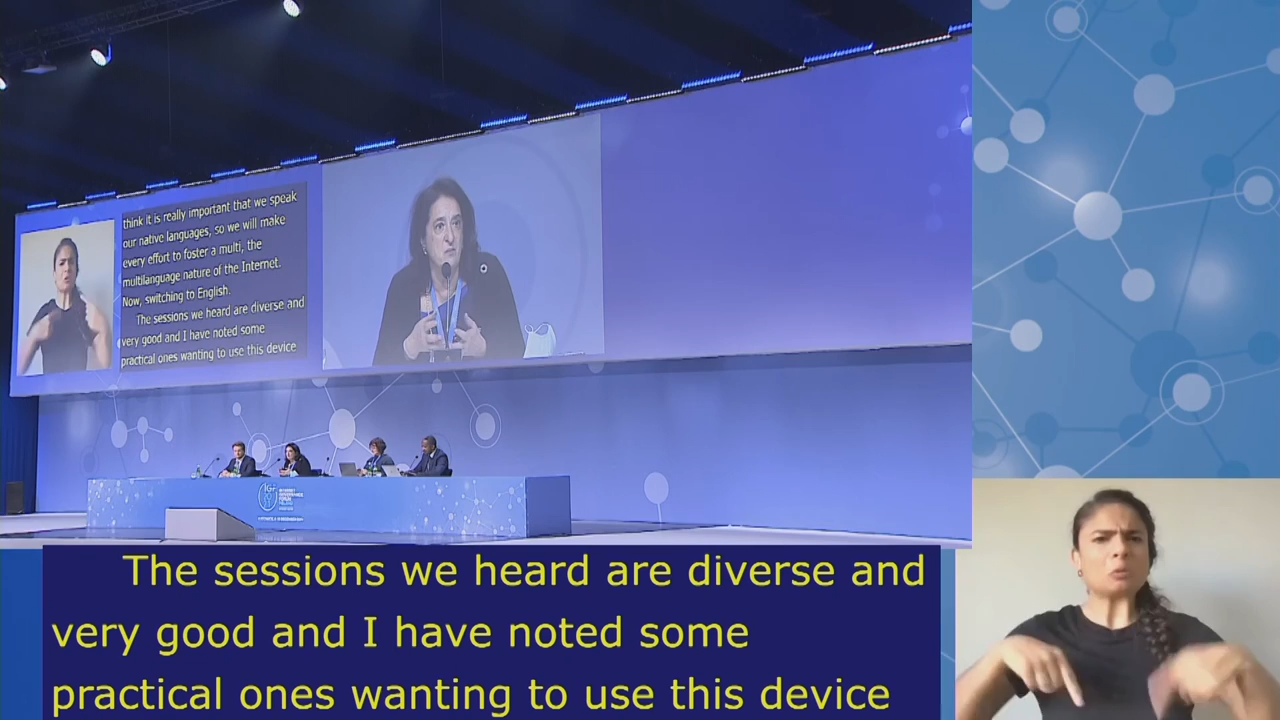 think it is really important that we speak
our native languages, so we will make
every effort to foster a multi, the
multilanguage nature of the Internet.
Now, switching to English.
The sessions we heard are diverse and
very good and I have noted some
practical ones wanting to use this device
INTERNET
GOVERNANCE
FORUM
The sessions we heard are diverse and
very good and I have noted some
practical ones wanting to use this device